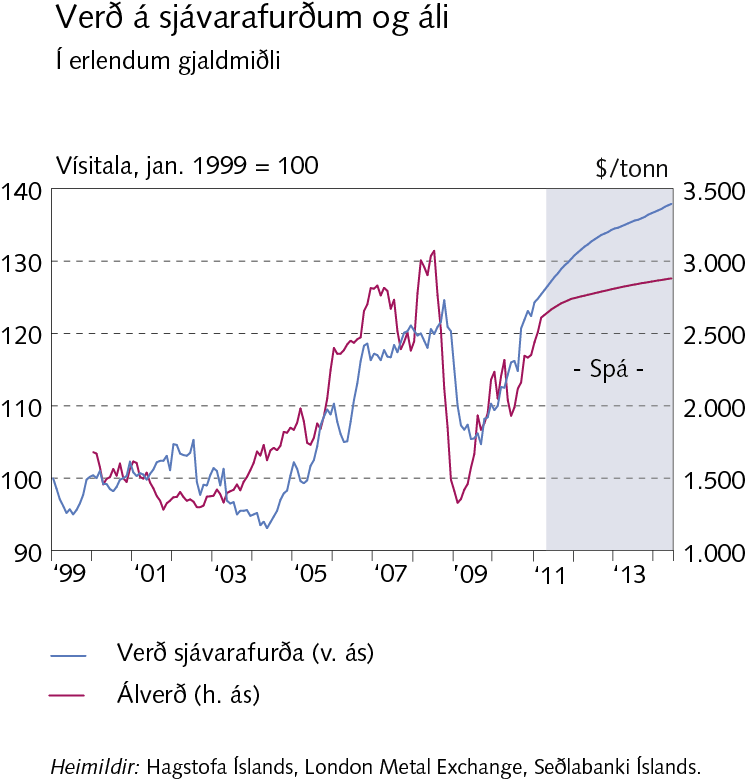 Verð á sjávarafurðum og áli
Í erlendum gjaldmiðli
Vísitala, jan. 1999 = 100
$/tonn
140
130
120
110
100
90
3.500
3.000
2.500
2.000
1.500
1.000
- Spá -
‘99 ‘01 ‘03 ‘05 ‘07 ’09 ‘11 ‘13
Verð sjávarafurða (v. ás)
Álverð (h. ás)
Heimildir: Hagstofa Íslands, London Metal Exchange, Seðlabanki Íslands.